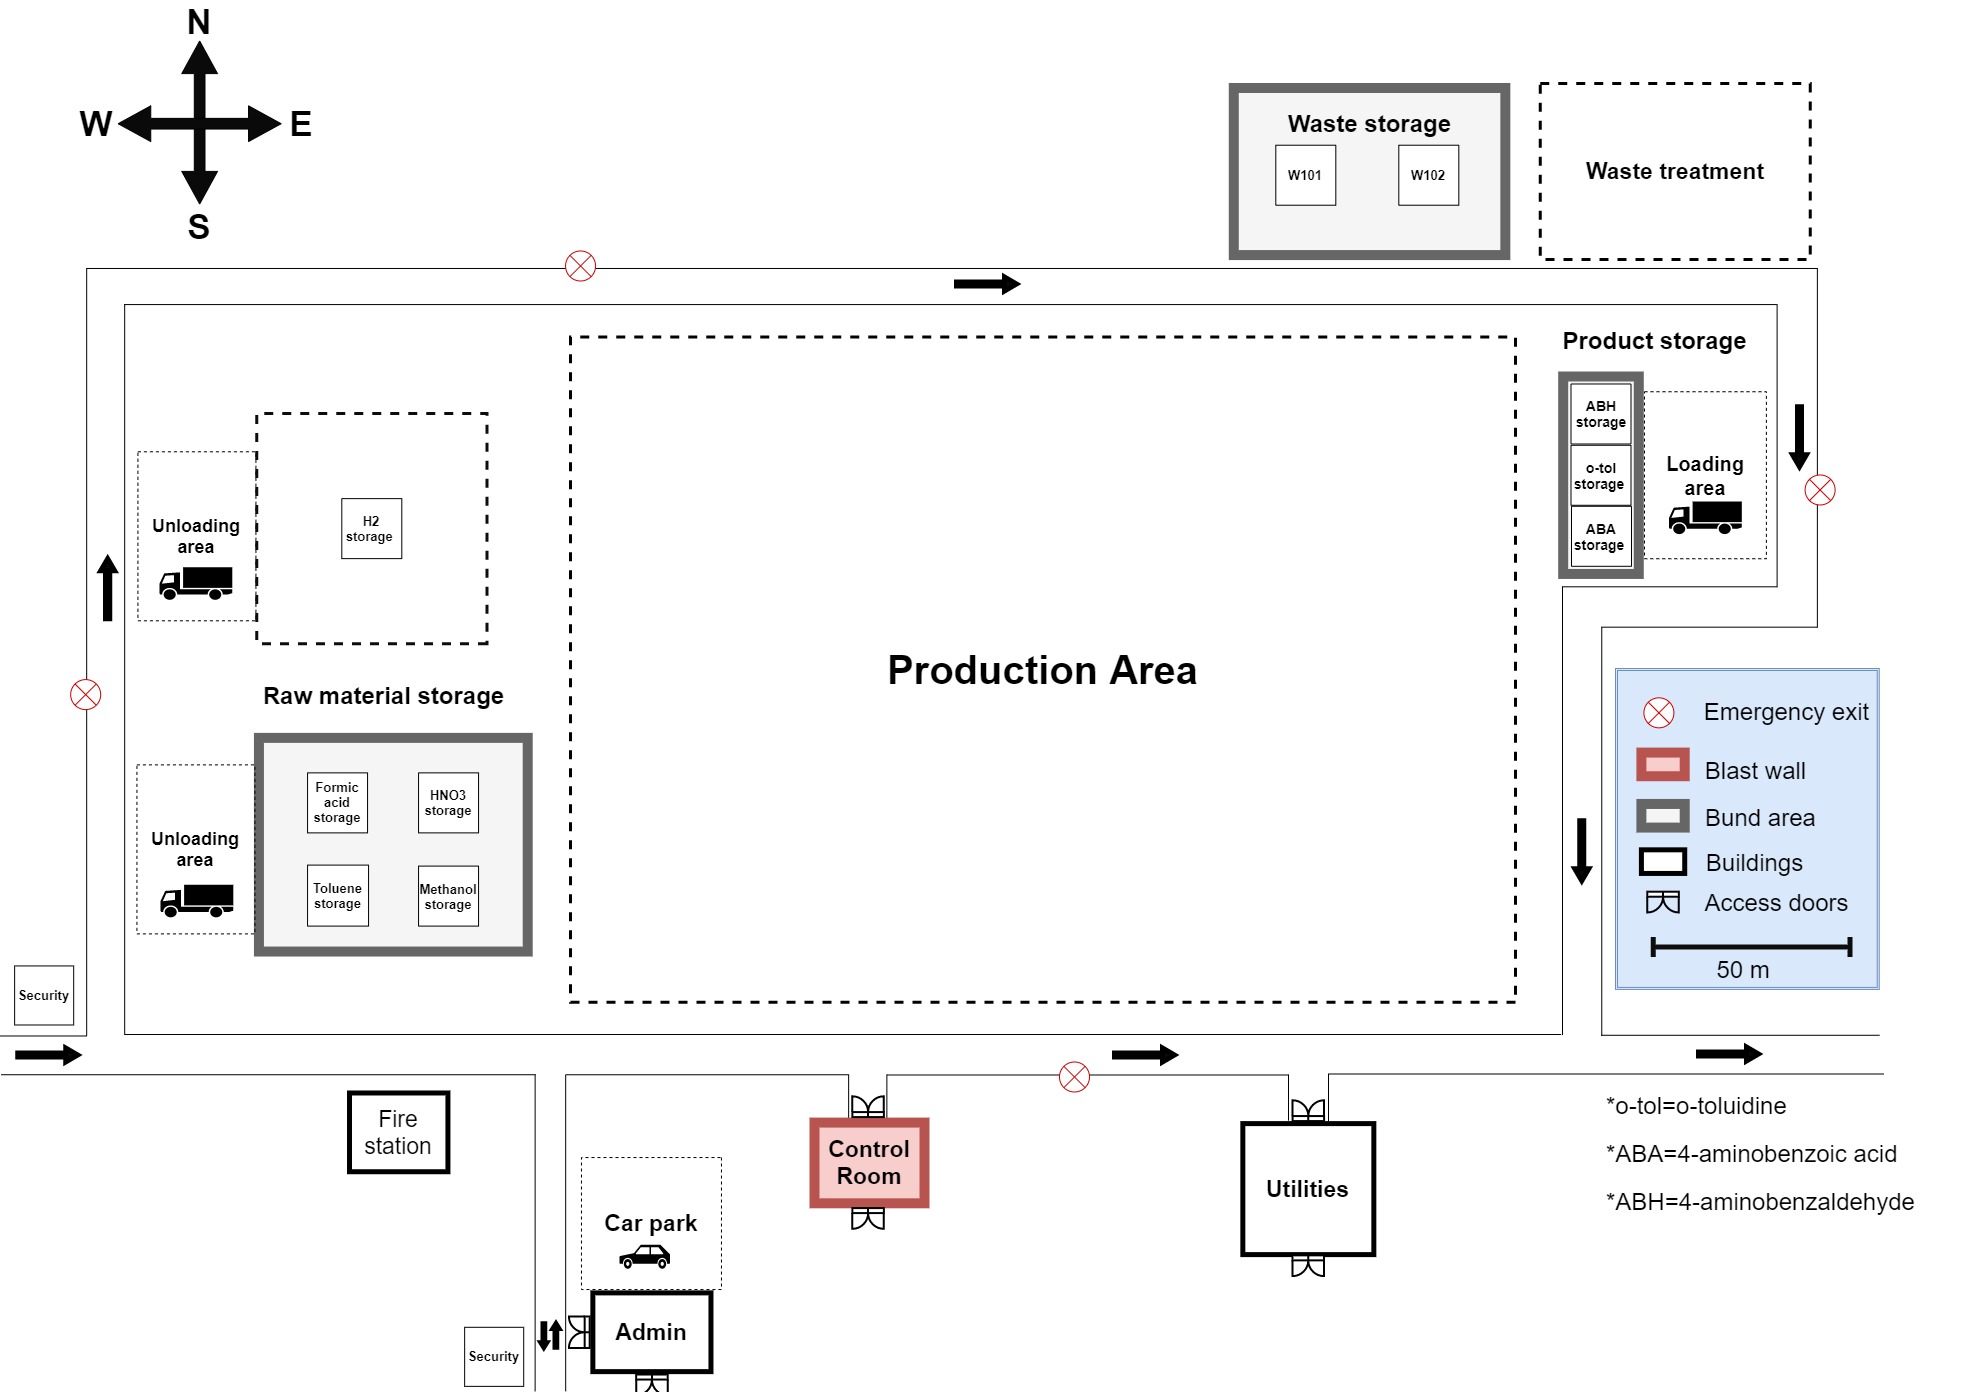 N
W
E
S
Waste storage
W101
W102
Waste treatment
Product storage
ABH
storage
o-tol
storage
ABA
storage
Loading
area
Unloading
area
H2
storage
Production Area
Raw material storage
Unloading
area
Formic
acid
storage
HNO3
storage
Toluene
storage
Methanol
storage
Emergency exit
Blast wall
Bund area
Buildings
Access doors
50 m
Security
Fire
station
Control
Room
Utilities
Car park
Admin
Security
*o-tol=o-toluidine
*ABA=4-aminobenzoic acid
*ABH=4-aminobenzaldehyde